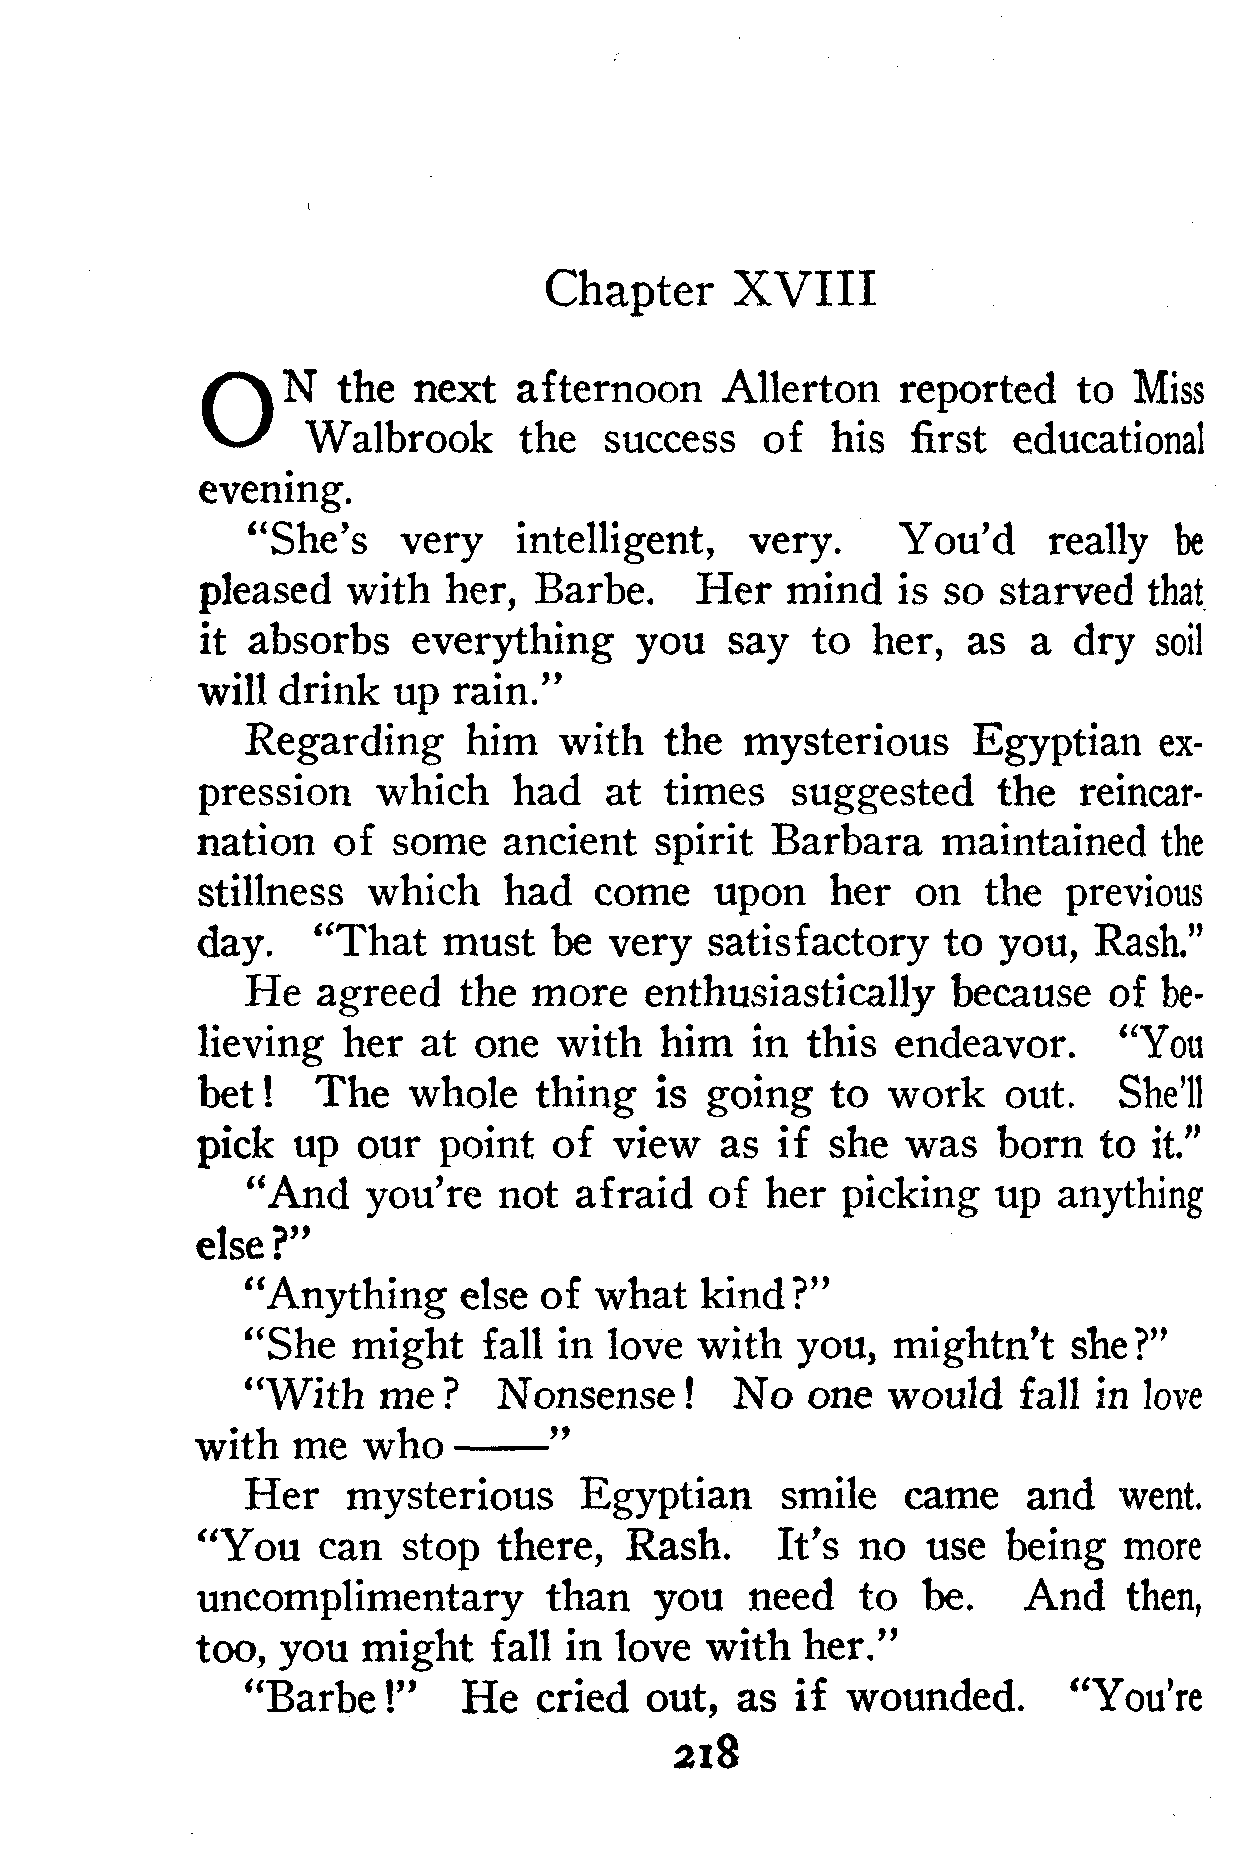 Chapter XVIII
ON the next afternoon Allerton reported to Miss
Walbrook the success of his first educational
evening.
"She's very intelligent, very. You'd really be
pleased with her, Barbe. Her mind is so starved that
it absorbs everything you say to her, as a dry soil
will drink up rain."
Regarding him with the mysterious Egyptian ex-
pression which had at times suggested the reincar-
nation of some ancient spirit Barbara maintained the
stillness which had come upon her on the previous
day. "That must be very satisfactory to you, Rash."
He agreed the more enthusiastically because of be-
lieving her at one with him in this endeavor. "You
bet! The whole thing is going to work out. She'll
pick up our point of view as if she was born to it."
"And you're not afraid of her picking up anything
else?"
"Anything else of what kind?"
"She might fall in love with you, mightn't she?"
"With me? Nonsense! No one would fall in love
with me who ——"
Her mysterious Egyptian smile came and went.
"You can stop there, Rash. It's no use being more
uncomplimentary than you need to be. And then,
too, you might fall in love with her."
"Barbe!" He cried out, as if wounded. "You're
218